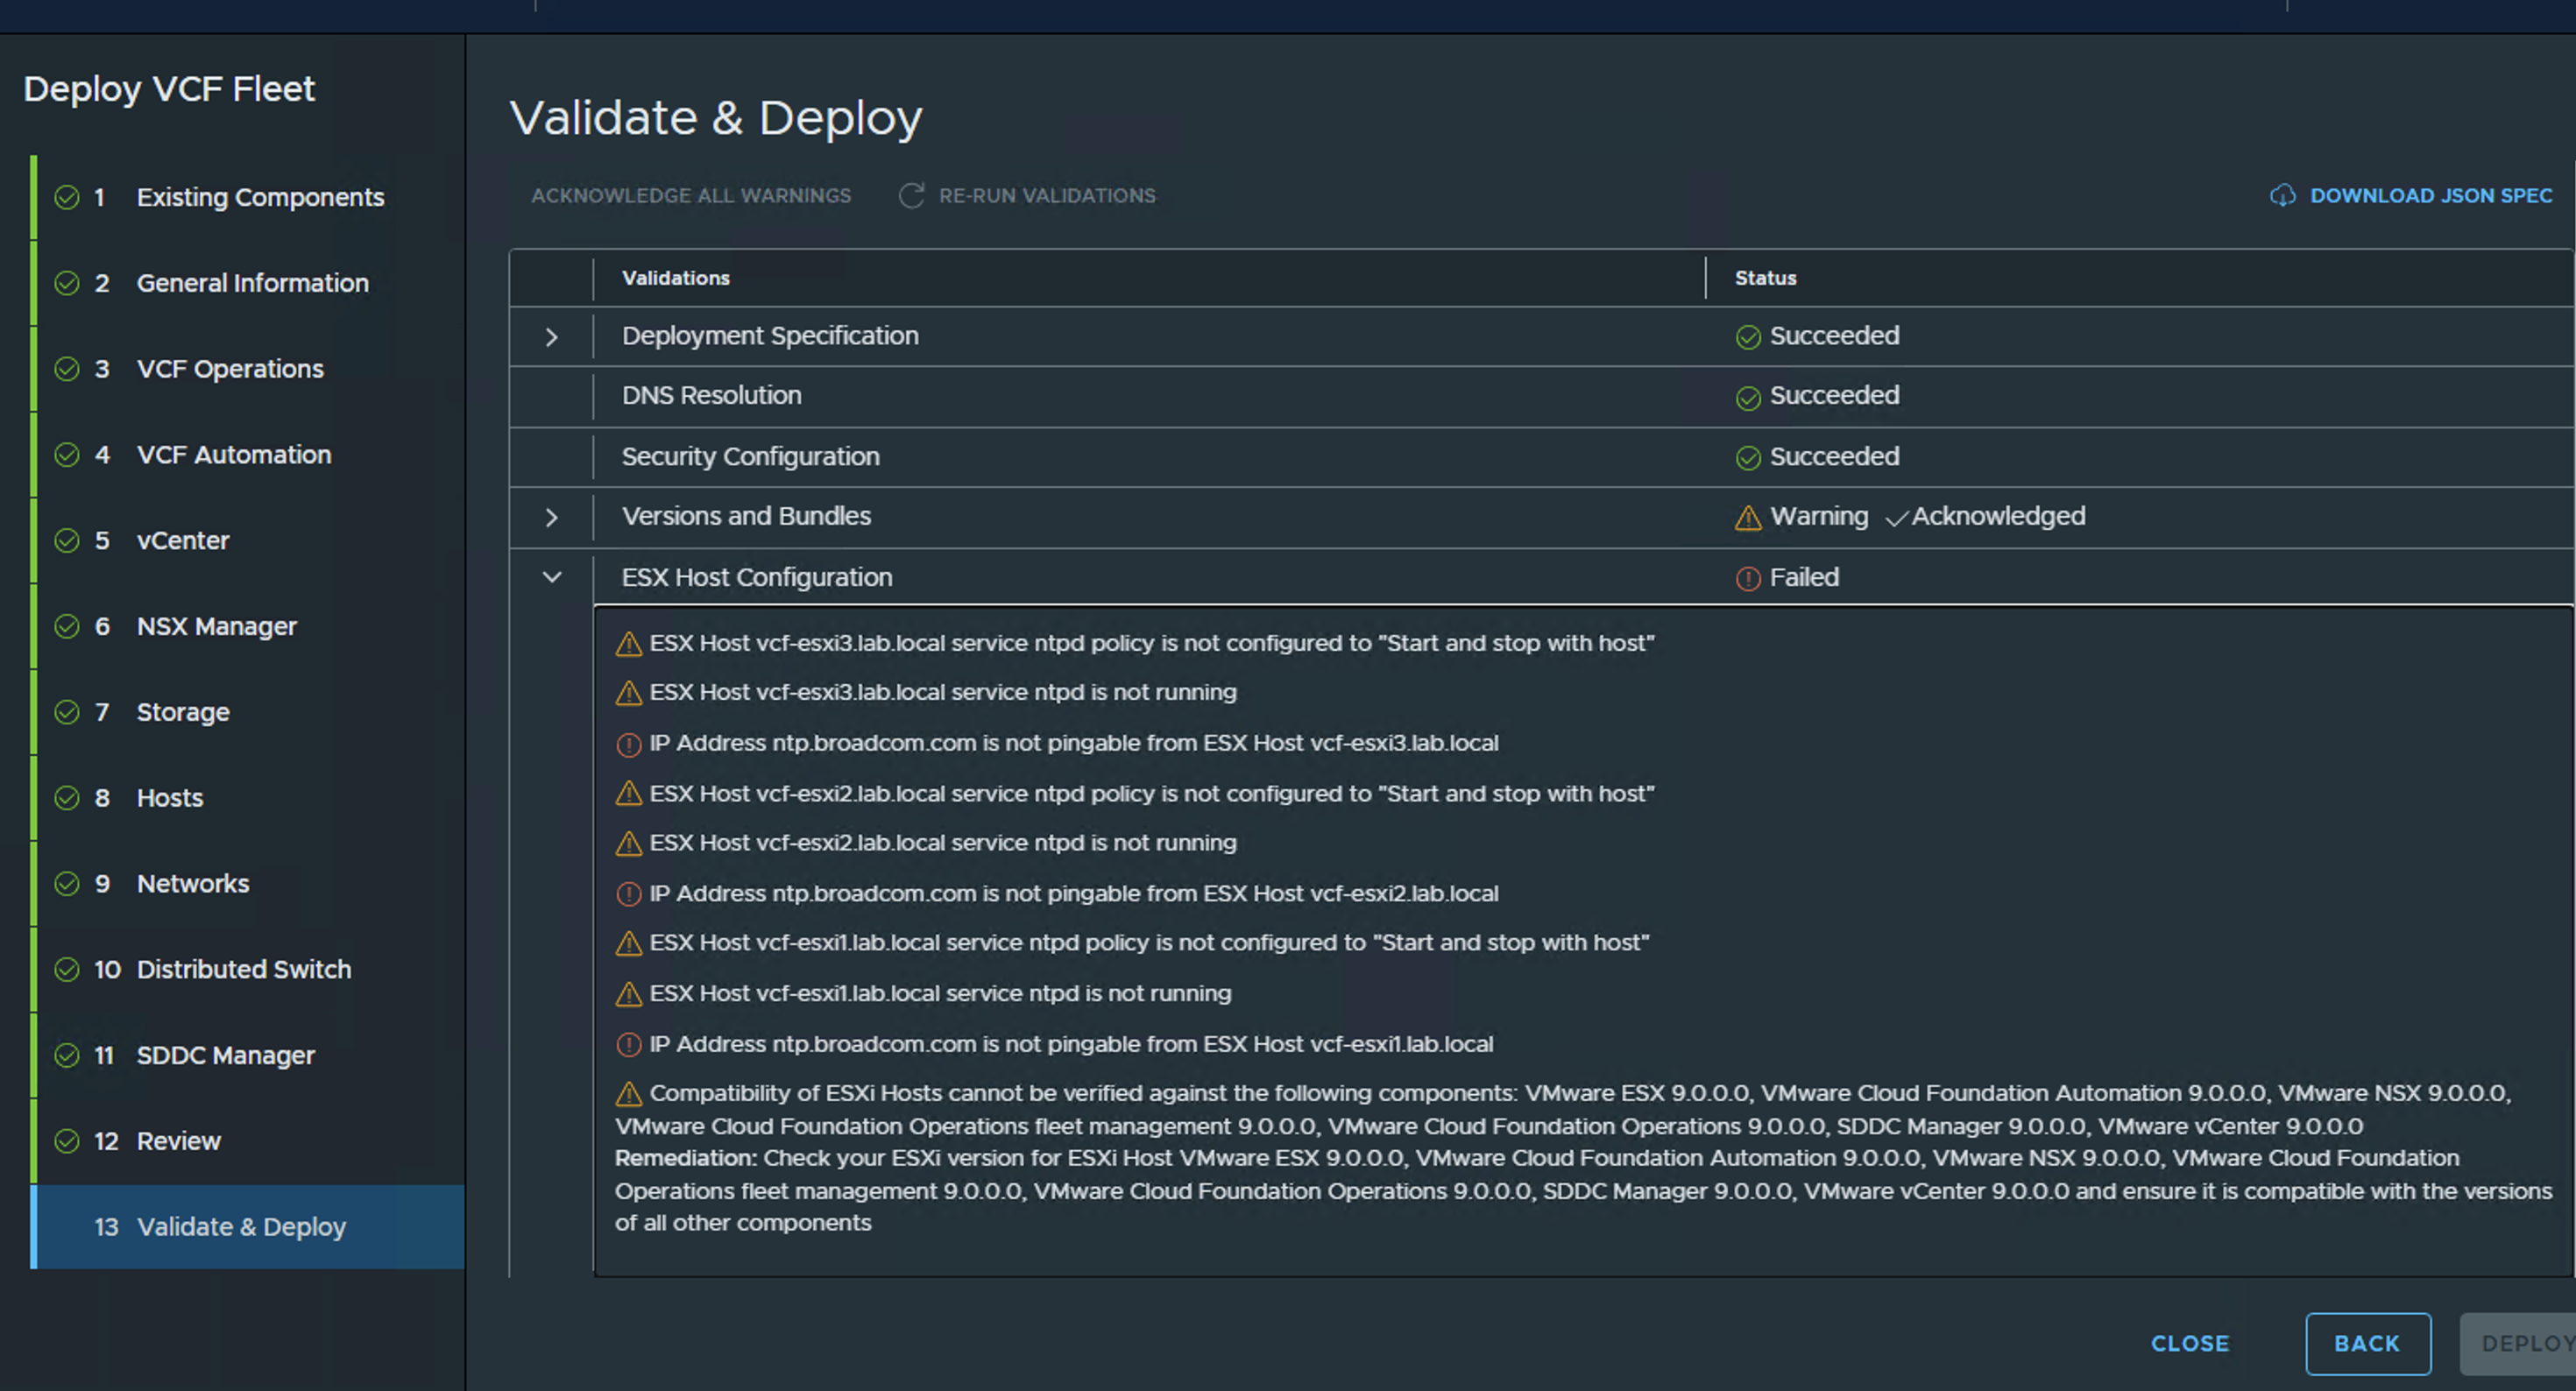 Deploy VCF Fleet
1 Existing Components
2 General Information
3 VCF Operations
4 VCF Automation
5 vCenter
6 NSX Manager
7 Storage
8 Hosts
9 Networks
10 Distributed Switch
11 SDDC Manager
12 Review
13 Validate & Deploy
Validate & Deploy
ACKNOWLEDGE ALL WARNINGS RE-RUN VALIDATIONS DOWNLOAD JSON SPEC
Validations Status
Deployment Specification Succeeded
DNS Resolution Succeeded
Security Configuration Succeeded
Versions and Bundles Warning Acknowledged
ESX Host Configuration Failed
ESX Host vcf-esxi3.lab.local service ntpd policy is not configured to "Start and stop with host"
ESX Host vcf-esxi3.lab.local service ntpd is not running
IP Address ntp.broadcom.com is not pingable from ESX Host vcf-esxi3.lab.local
ESX Host vcf-esxi2.lab.local service ntpd policy is not configured to "Start and stop with host"
ESX Host vcf-esxi2.lab.local service ntpd is not running
IP Address ntp.broadcom.com is not pingable from ESX Host vcf-esxi2.lab.local
ESX Host vcf-esxi1.lab.local service ntpd policy is not configured to "Start and stop with host"
ESX Host vcf-esxi1.lab.local service ntpd is not running
IP Address ntp.broadcom.com is not pingable from ESX Host vcf-esxi1.lab.local
Compatibility of ESXi Hosts cannot be verified against the following components: VMware ESX 9.0.0.0, VMware Cloud Foundation Automation 9.0.0.0, VMware NSX 9.0.0.0,
VMware Cloud Foundation Operations fleet management 9.0.0.0, VMware Cloud Foundation Operations 9.0.0.0, SDDC Manager 9.0.0.0, VMware vCenter 9.0.0.0
Remediation: Check your ESXi version for ESXi Host VMware ESX 9.0.0.0, VMware Cloud Foundation Automation 9.0.0.0, VMware NSX 9.0.0.0, VMware Cloud Foundation
Operations fleet management 9.0.0.0, VMware Cloud Foundation Operations 9.0.0.0, SDDC Manager 9.0.0.0, VMware vCenter 9.0.0.0 and ensure it is compatible with the versions
of all other components
CLOSE BACK DEPLOY